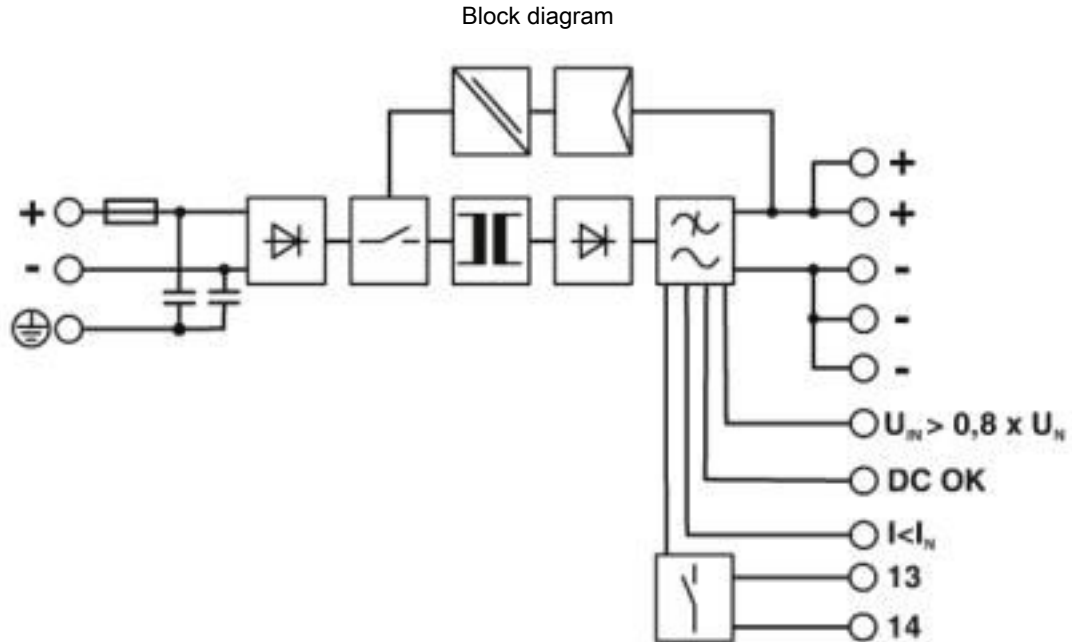 Block diagram
+
+
+
-
-
-
-
U_IN > 0,8 x U_N
DC OK
I<I_N
13
14